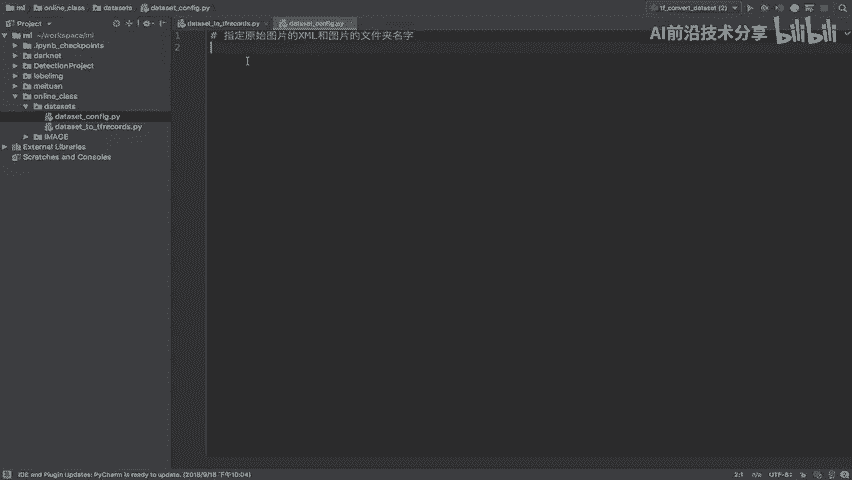 ml  online_class  datasets  dataset_config.py
tf_convert_dataset (2)
AI前沿技术分享 bilibili
Project
dataset_to_tfrecords.py
dataset_config.py
ml ~/workspace/ml
.ipynb_checkpoints
darknet
DetectionProject
labelImg
meituan
online_class
datasets
dataset_config.py
dataset_to_tfrecords.py
IMAGE
External Libraries
Scratches and Consoles
1 # 指定原始图片的XML和图片的文件夹名字
2
IDE and Plugin Updates: PyCharm is ready to update. (2018/9/18 下午10:04)
2:1 n/a UTF-8